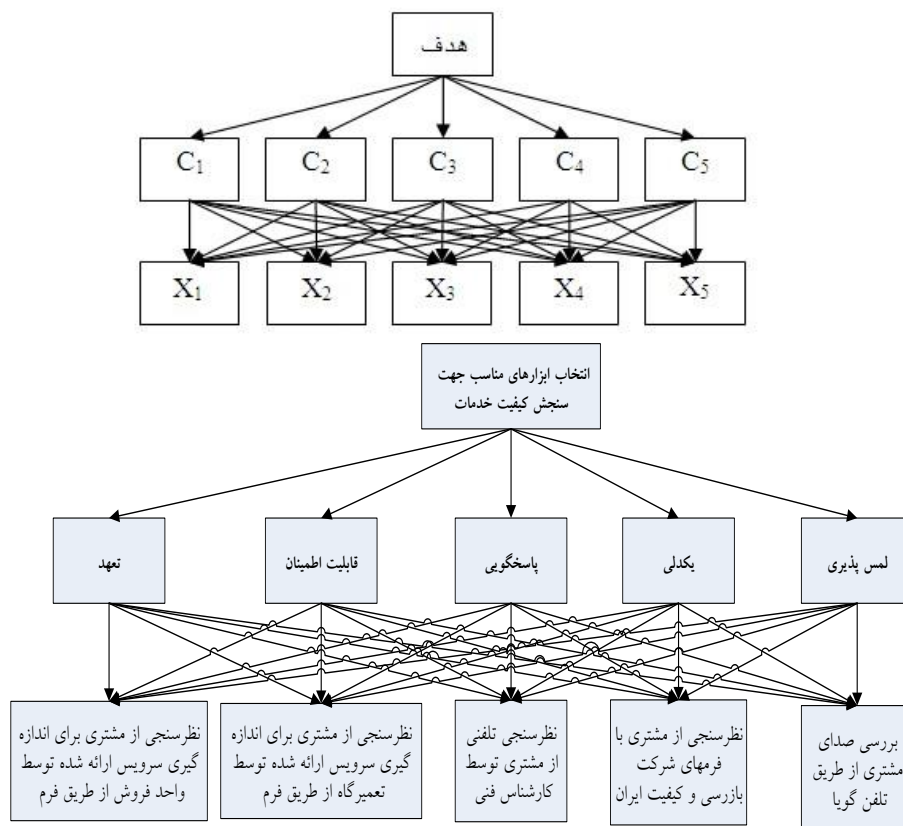 هدف
C1
C2
C3
C4
C5
X1
X2
X3
X4
X5
انتخاب ابزارهای مناسب جهت
سنجش کیفیت خدمات
لمس پذیری
یکدلی
پاسخگویی
قابلیت اطمینان
تعهد
بررسی صدای
مشتری از طریق
تلفن گویا
نظرسنجی از مشتری با
فرمهای شرکت
بازرسی و کیفیت ایران
نظرسنجی تلفنی
از مشتری توسط
کارشناس فنی
نظرسنجی از مشتری برای اندازه
گیری سرویس ارائه شده توسط
تعمیرگاه از طریق فرم
نظرسنجی از مشتری برای اندازه
گیری سرویس ارائه شده توسط
واحد فروش از طریق فرم